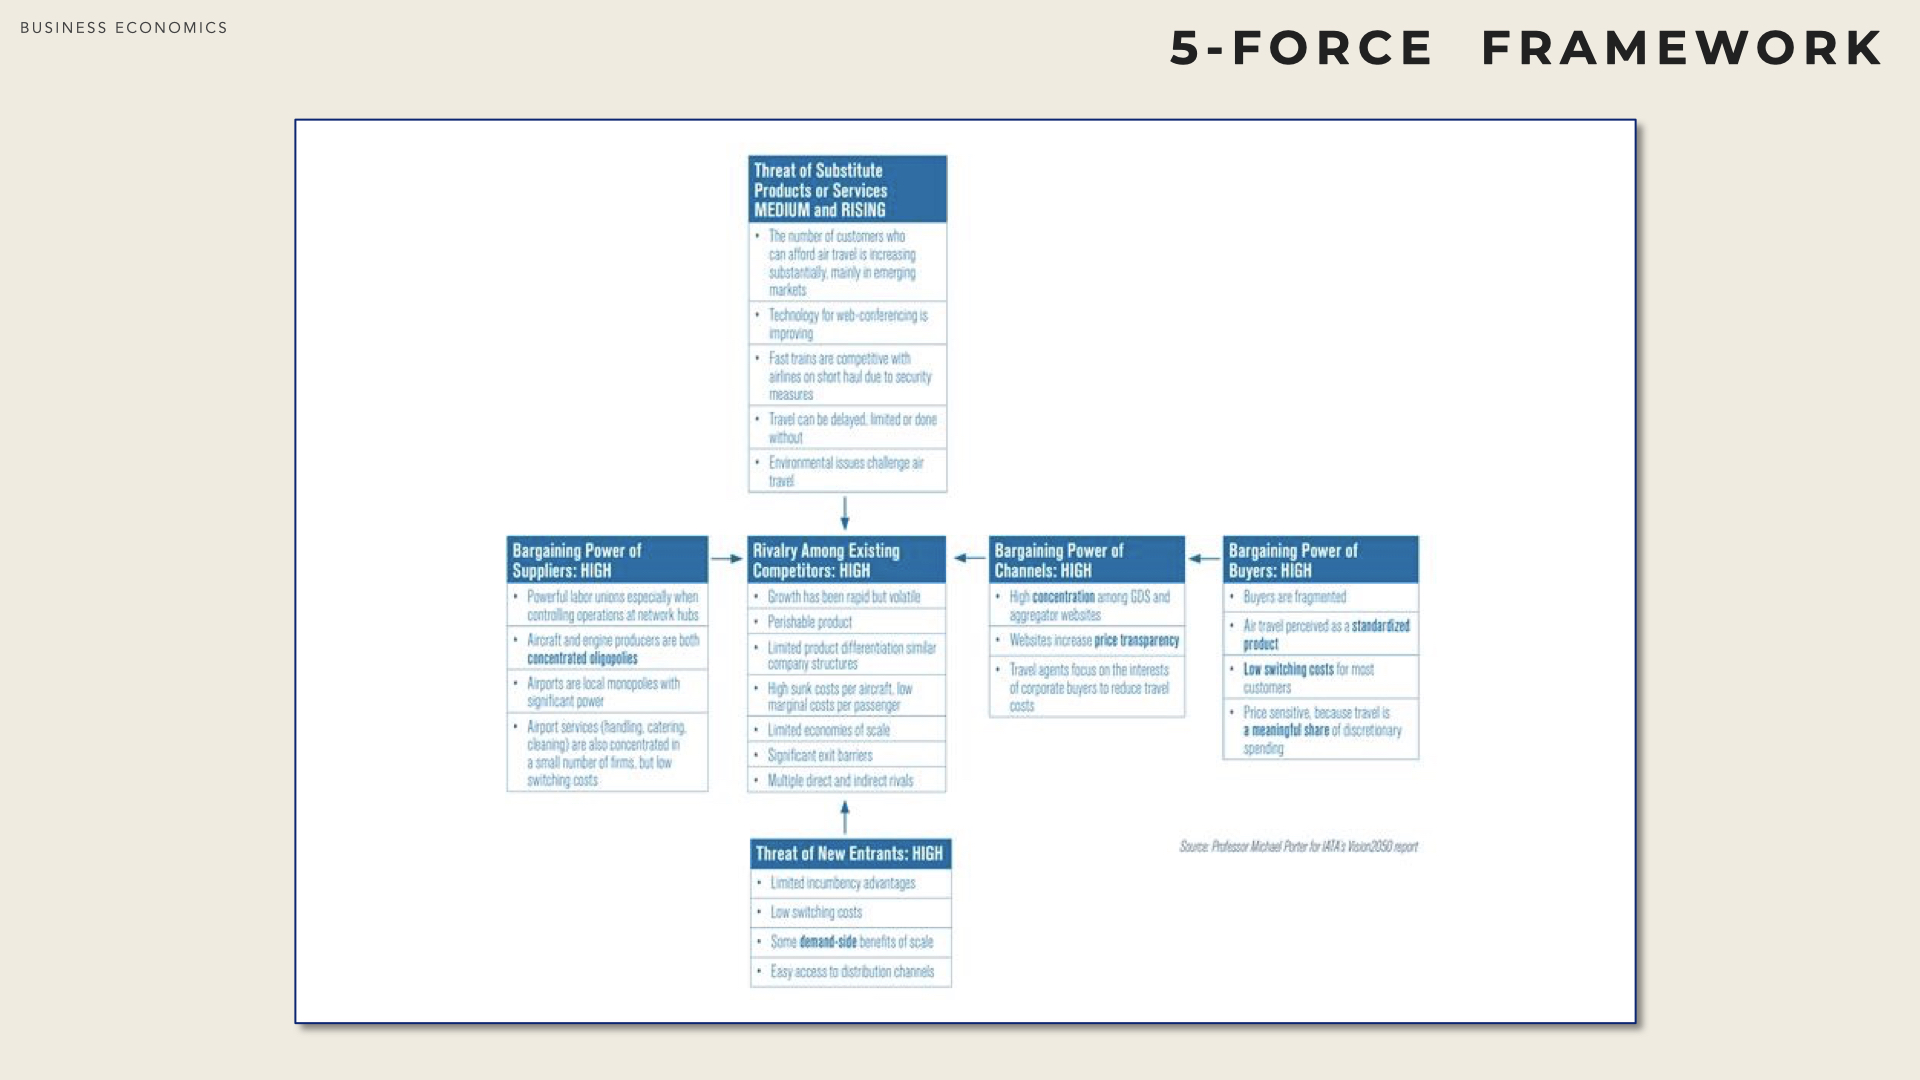 BUSINESS ECONOMICS
5-FORCE FRAMEWORK
Threat of Substitute
Products or Services
MEDIUM and RISING
• The number of customers who
can afford air travel is increasing
substantially, mainly in emerging
markets
• Technology for web-conferencing is
improving
• Fast trains are competitive with
airlines on short haul due to security
measures
• Travel can be delayed, limited or done
without
• Environmental issues challenge air
travel
Bargaining Power of
Suppliers: HIGH
• Powerful labor unions especially when
controlling operations at network hubs
• Aircraft and engine producers are both
concentrated oligopolies
• Airports are local monopolies with
significant power
• Airport services (handling, catering,
cleaning) are also concentrated in
a small number of firms, but low
switching costs
Rivalry Among Existing
Competitors: HIGH
• Growth has been rapid but volatile
• Perishable product
• Limited product differentiation similar
company structures
• High sunk costs per aircraft, low
marginal costs per passenger
• Limited economies of scale
• Significant exit barriers
• Multiple direct and indirect rivals
Bargaining Power of
Channels: HIGH
• High concentration among GDS and
aggregator websites
• Websites increase price transparency
• Travel agents focus on the interests
of corporate buyers to reduce travel
costs
Bargaining Power of
Buyers: HIGH
• Buyers are fragmented
• Air travel perceived as a standardized
product
• Low switching costs for most
customers
• Price sensitive, because travel is
a meaningful share of discretionary
spending
Threat of New Entrants: HIGH
• Limited incumbency advantages
• Low switching costs
• Some demand-side benefits of scale
• Easy access to distribution channels
Source: Professor Michael Porter for IATA's Vision2050 report